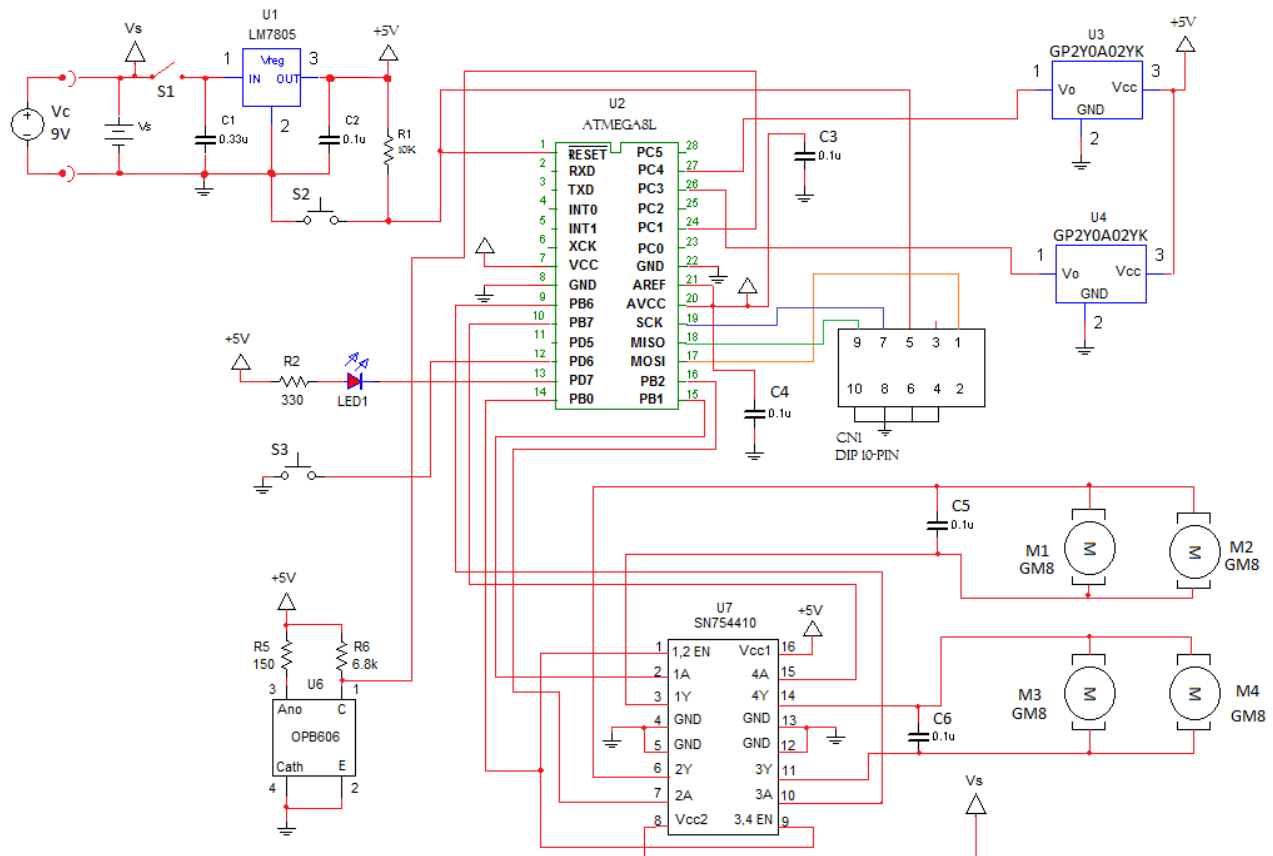 Vs
U1
LM7805
+5V
1
Vreg
3
IN OUT
2
S1
Vc
9V
Vs
C1
0.33u
C2
0.1u
R1
10K
S2
U2
ATMEGA8L
1 RESET PC5 28
2 RXD PC4 27
3 TXD PC3 26
4 INT0 PC2 25
5 INT1 PC1 24
6 XCK PC0 23
7 VCC GND 22
8 GND AREF 21
9 PB6 AVCC 20
10 PB7 SCK 19
11 PD5 MISO 18
12 PD6 MOSI 17
13 PD7 PB2 16
14 PB0 PB1 15
C3
0.1u
C4
0.1u
U3
GP2Y0A02YK
+5V
1 Vo Vcc 3
GND
2
U4
GP2Y0A02YK
1 Vo Vcc 3
GND
2
9 7 5 3 1
10 8 6 4 2
CN1
DIP 10-PIN
+5V
R2
330
LED1
S3
+5V
R5
150
R6
6.8k
U6
3 1
Ano C
OPB606
Cath E
4 2
C5
0.1u
M
M1
GM8
M
M2
GM8
U7
SN754410
+5V
1 1,2 EN Vcc1 16
2 1A 4A 15
3 1Y 4Y 14
4 GND GND 13
5 GND GND 12
6 2Y 3Y 11
7 2A 3A 10
8 Vcc2 3,4 EN 9
C6
0.1u
M
M3
GM8
M
M4
GM8
Vs